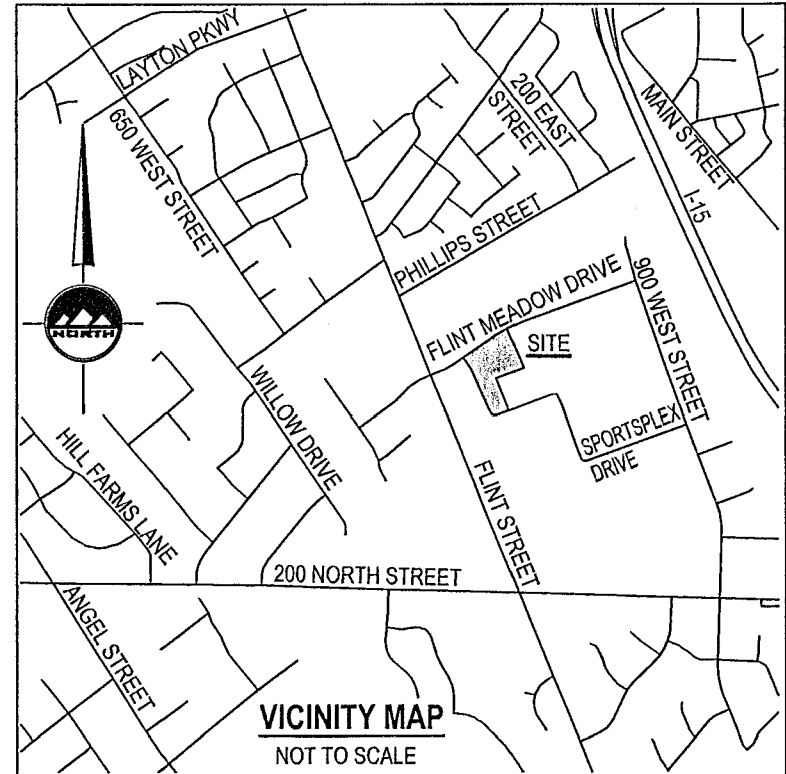 LAYTON PKWY
650 WEST STREET
200 EAST
STREET
MAIN STREET
I-15
PHILLIPS STREET
900 WEST STREET
FLINT MEADOW DRIVE
SITE
NORTH
WILLOW DRIVE
SPORTSPLEX
DRIVE
HILL FARMS LANE
FLINT STREET
200 NORTH STREET
ANGEL STREET
VICINITY MAP
NOT TO SCALE